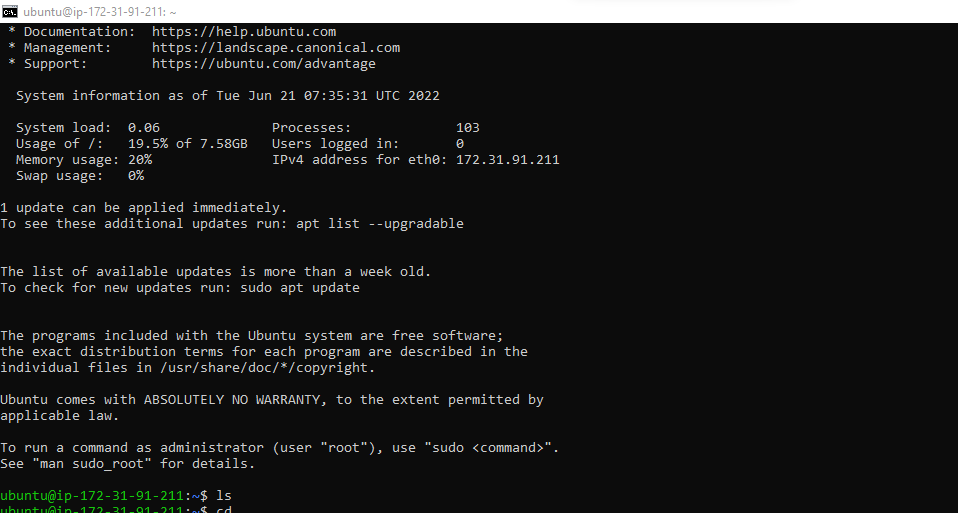 ubuntu@ip-172-31-91-211: ~
* Documentation:  https://help.ubuntu.com
* Management:     https://landscape.canonical.com
* Support:        https://ubuntu.com/advantage
System information as of Tue Jun 21 07:35:31 UTC 2022
System load:  0.06              Processes:             103
Usage of /:   19.5% of 7.58GB   Users logged in:       0
Memory usage: 20%               IPv4 address for eth0: 172.31.91.211
Swap usage:   0%
1 update can be applied immediately.
To see these additional updates run: apt list --upgradable
The list of available updates is more than a week old.
To check for new updates run: sudo apt update
The programs included with the Ubuntu system are free software;
the exact distribution terms for each program are described in the
individual files in /usr/share/doc/*/copyright.
Ubuntu comes with ABSOLUTELY NO WARRANTY, to the extent permitted by
applicable law.
To run a command as administrator (user "root"), use "sudo <command>".
See "man sudo_root" for details.
ubuntu@ip-172-31-91-211:~$ ls
ubuntu@ip-172-31-91-211:~$ cd